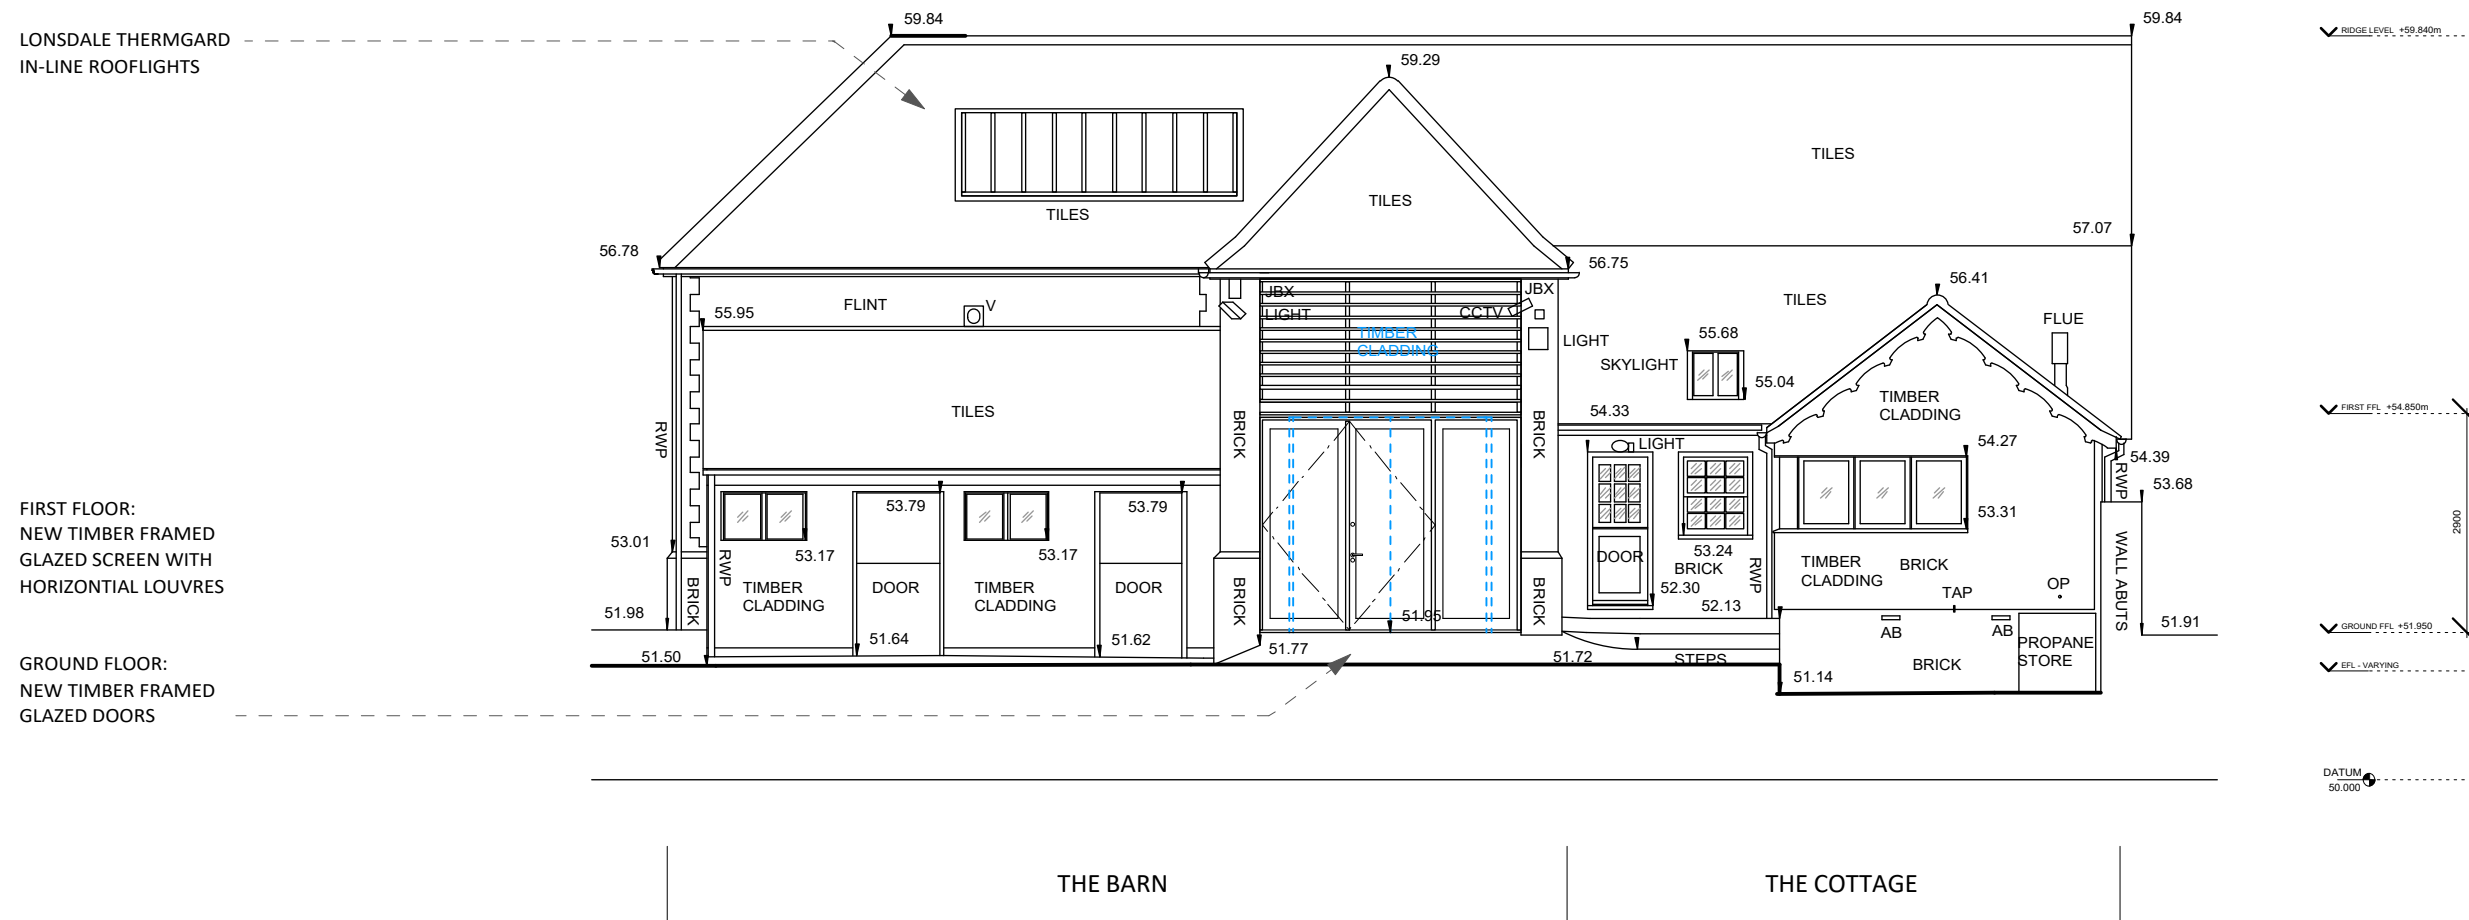 59.84
59.84
LONSDALE THERMGARD
IN-LINE ROOFLIGHTS
RIDGE LEVEL +59.840m
59.29
TILES
TILES
TILES
57.07
56.78
56.75
56.41
JBX
JBX
V
FLINT
TILES
55.95
LIGHT
CCTV
TIMBER
CLADDING
FLUE
LIGHT
55.68
SKYLIGHT
55.04
TIMBER
CLADDING
TILES
54.33
FIRST FFL +54.850m
BRICK
BRICK
RWP
LIGHT
54.27
54.39
RWP
53.68
53.79
53.79
FIRST FLOOR:
NEW TIMBER FRAMED
GLAZED SCREEN WITH
HORIZONTIAL LOUVRES
53.31
2900
53.01
53.17
53.17
53.24
DOOR
BRICK
RWP
RWP
TIMBER
CLADDING
BRICK
WALL ABUTS
TIMBER
CLADDING
DOOR
TIMBER
CLADDING
DOOR
52.30
TAP
OP
BRICK
BRICK
BRICK
51.98
52.13
51.95
51.91
GROUND FFL +51.950
51.64
51.62
AB
AB
PROPANE
STORE
51.50
51.77
51.72
STEPS
BRICK
EFL - VARYING
51.14
GROUND FLOOR:
NEW TIMBER FRAMED
GLAZED DOORS
DATUM
50.000
THE BARN
THE COTTAGE